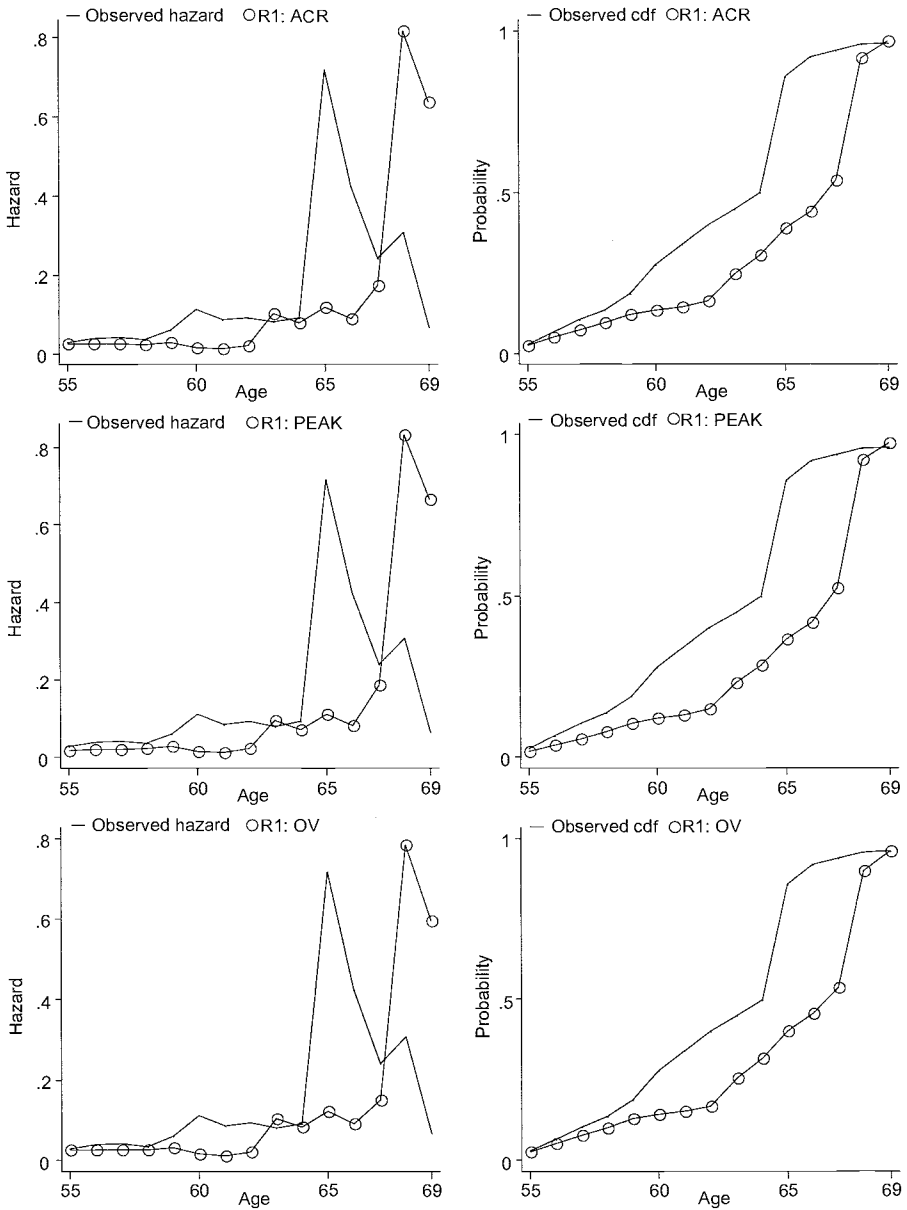 — Observed hazard O R1: ACR
.8
.6
.4
.2
0
Hazard
55 60 65 69
Age
— Observed cdf O R1: ACR
1
.5
0
Probability
55 60 65 69
Age
— Observed hazard O R1: PEAK
.8
.6
.4
.2
0
Hazard
55 60 65 69
Age
— Observed cdf O R1: PEAK
1
.5
0
Probability
55 60 65 69
Age
— Observed hazard O R1: OV
.8
.6
.4
.2
0
Hazard
55 60 65 69
Age
— Observed cdf O R1: OV
1
.5
0
Probability
55 60 65 69
Age